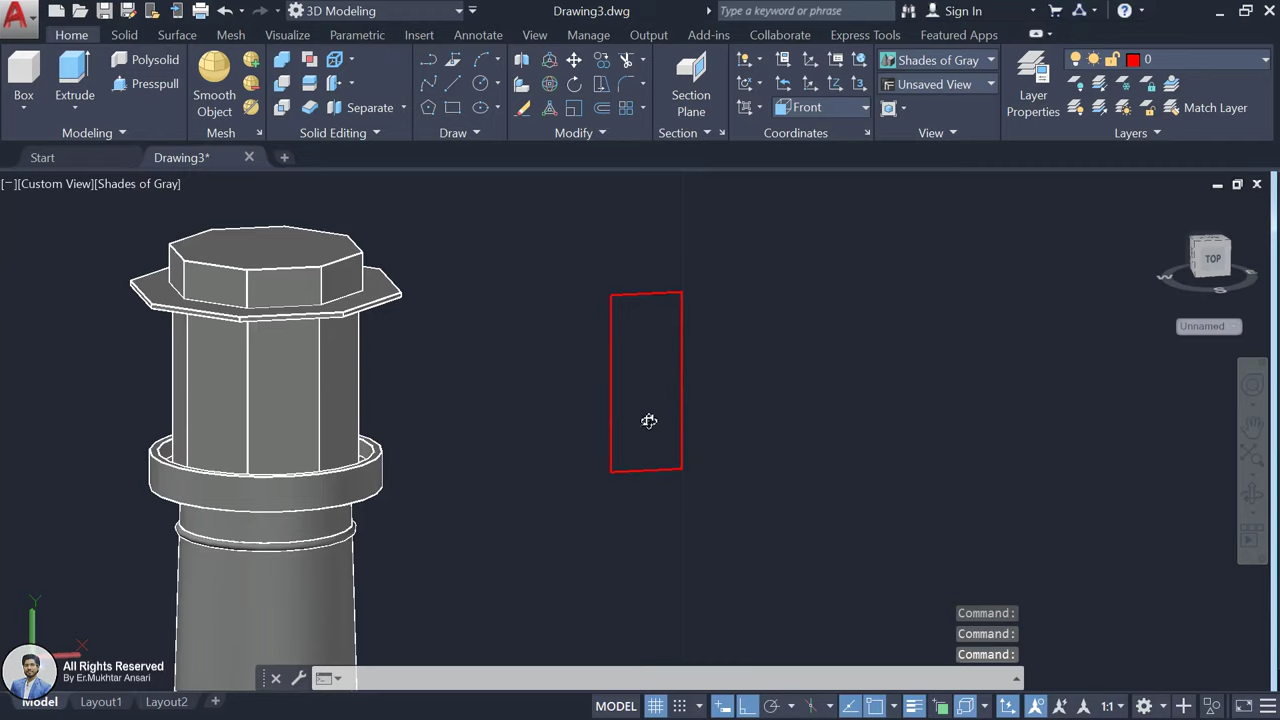 3D Modeling
Drawing3.dwg
Type a keyword or phrase
Sign In
Home Solid Surface Mesh Visualize Parametric Insert Annotate View Manage Output Add-ins Collaborate Express Tools Featured Apps
Polysolid
Presspull
Box
Extrude
Smooth
Object
Separate
Section
Plane
Front
Shades of Gray
Unsaved View
Layer
Properties
0
Match Layer
Modeling Mesh Solid Editing Draw Modify Section Coordinates View Layers
Start Drawing3*
[−][Custom View][Shades of Gray]
TOP
W
S
E
Unnamed
Command:
Command:
Command:
Y
X
All Rights Reserved
By Er.Mukhtar Ansari
Model Layout1 Layout2
MODEL
1:1